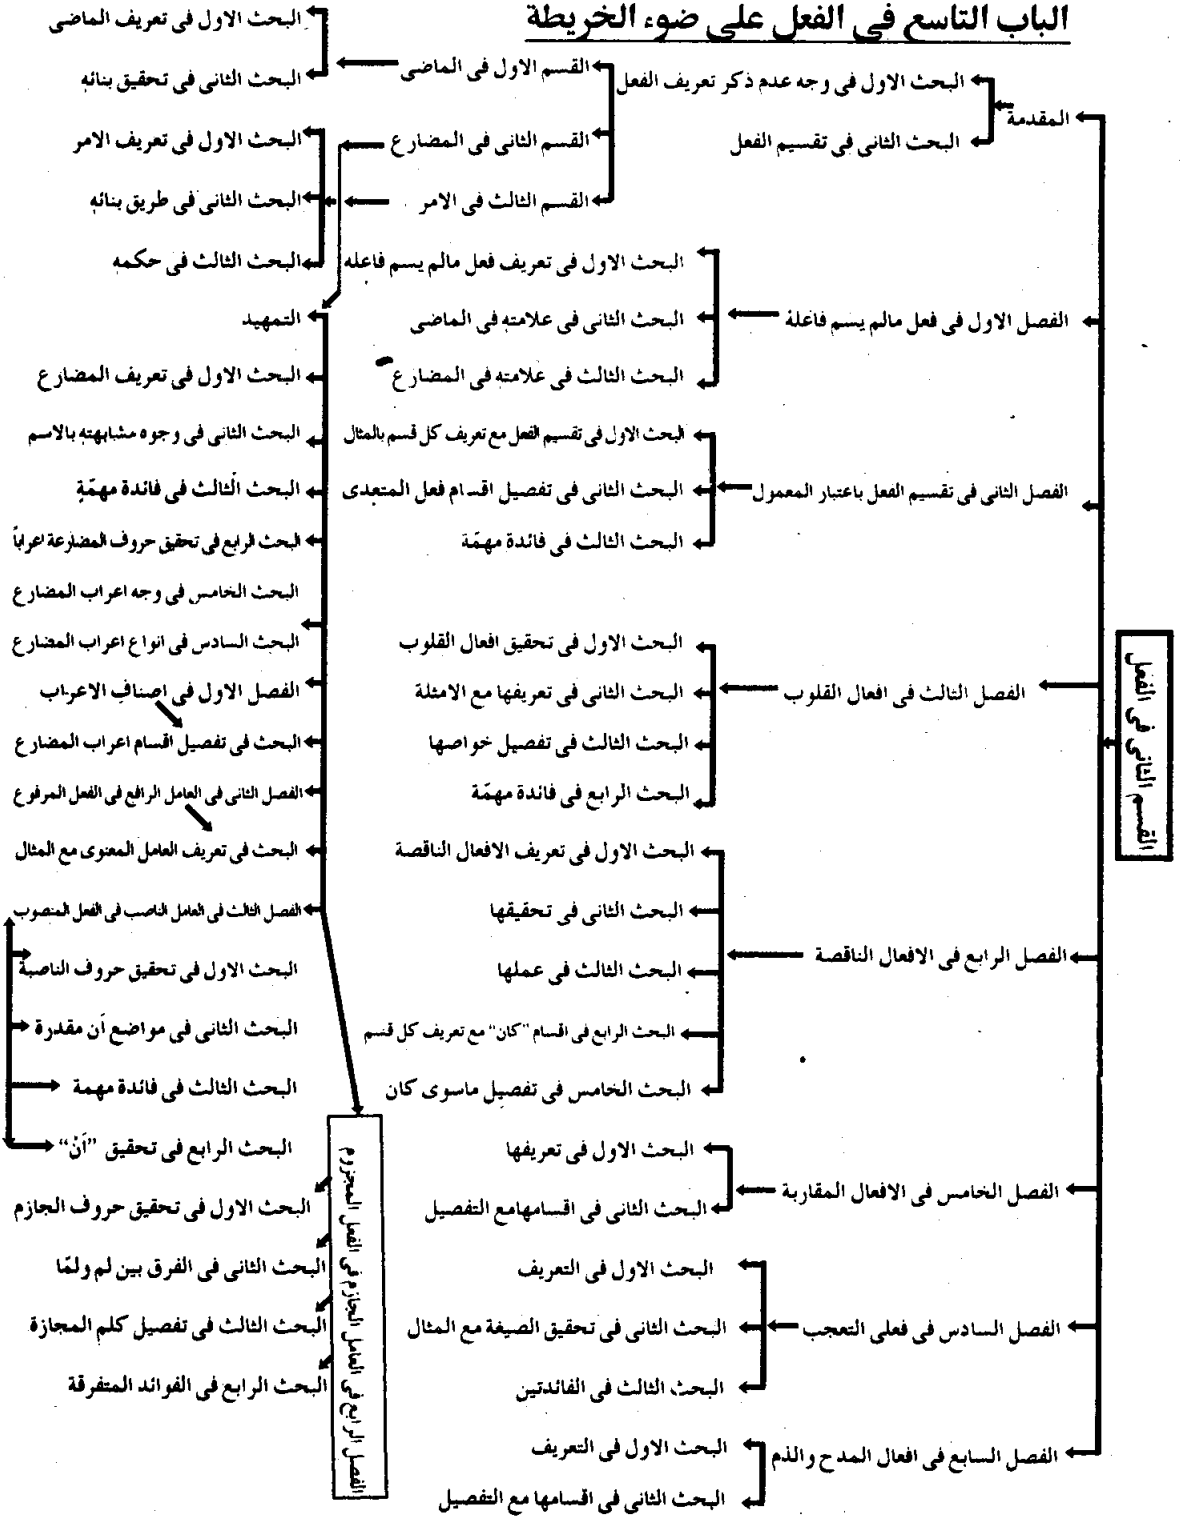 الباب التاسع فى الفعل على ضوء الخريطة
القسم الثانى فى الفعل
المقدمة
البحث الاول فى وجه عدم ذكر تعريف الفعل
البحث الثانى فى تقسيم الفعل
القسم الاول فى الماضى
القسم الثانى فى المضارع
القسم الثالث فى الامر
البحث الاول فى تعريف الماضى
البحث الثانى فى تحقيق بنائه
البحث الاول فى تعريف الامر
البحث الثانى فى طريق بنائه
البحث الثالث فى حكمه
التمهيد
البحث الاول فى تعريف المضارع
البحث الثانى فى وجوه مشابهته بالاسم
البحث الثالث فى فائدة مهمّة
البحث الرابع فى تحقيق حروف المضارعة اعراباً
البحث الخامس فى وجه اعراب المضارع
البحث السادس فى انواع اعراب المضارع
الفصل الاول فى اصناف الاعراب
البحث فى تفصيل اقسام اعراب المضارع
الفصل الثانى فى العامل الرافع فى الفعل المرفوع
البحث فى تعريف العامل المعنوى مع المثال
الفصل الثالث فى العامل الناصب فى الفعل المنصوب
البحث الاول فى تحقيق حروف الناصبة
البحث الثانى فى مواضع أن مقدرة
البحث الثالث فى فائدة مهمة
البحث الرابع فى تحقيق “اَنْ“
الفصل الرابع فى العامل الجازم فى الفعل المجزوم
البحث الاول فى تحقيق حروف الجازم
البحث الثانى فى الفرق بين لم ولمّا
البحث الثالث فى تفصيل كلم المجازة
البحث الرابع فى الفوائد المتفرقة
الفصل الاول فى فعل مالم يسم فاعلة
البحث الاول فى تعريف فعل مالم يسم فاعله
البحث الثانى فى علامته فى الماضى
البحث الثالث فى علامته فى المضارع
الفصل الثانى فى تقسيم الفعل باعتبار المعمول
البحث الاول فى تقسيم الفعل مع تعريف كل قسم بالمثال
البحث الثانى فى تفصيل اقسام فعل المتعدى
البحث الثالث فى فائدة مهمّة
الفصل الثالث فى افعال القلوب
البحث الاول فى تحقيق افعال القلوب
البحث الثانى فى تعريفها مع الامثلة
البحث الثالث فى تفصيل خواصها
البحث الرابع فى فائدة مهمّة
الفصل الرابع فى الافعال الناقصة
البحث الاول فى تعريف الافعال الناقصة
البحث الثانى فى تحقيقها
البحث الثالث فى عملها
البحث الرابع فى اقسام “كان“ مع تعريف كل قسم
البحث الخامس فى تفصيل ماسوى كان
الفصل الخامس فى الافعال المقاربة
البحث الاول فى تعريفها
البحث الثانى فى اقسامهامع التفصيل
الفصل السادس فى فعلى التعجب
البحث الاول فى التعريف
البحث الثانى فى تحقيق الصيغة مع المثال
البحث الثالث فى الفائدتين
الفصل السابع فى افعال المدح والذم
البحث الاول فى التعريف
البحث الثانى فى اقسامها مع التفصيل